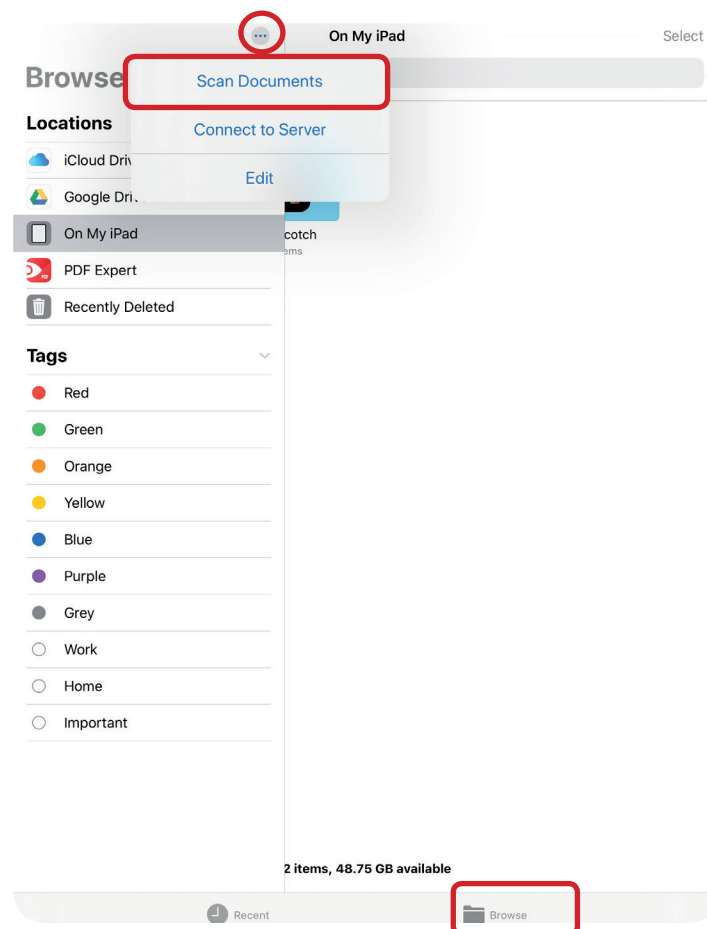 On My iPad
Select
Browse
Scan Documents
Locations
Connect to Server
iCloud Driv
Edit
Google Dri
cotch
ems
On My iPad
PDF Expert
PDF
Recently Deleted
Tags
Red
Green
Orange
Yellow
Blue
Purple
Grey
Work
Home
Important
2 items, 48.75 GB available
Recent
Browse